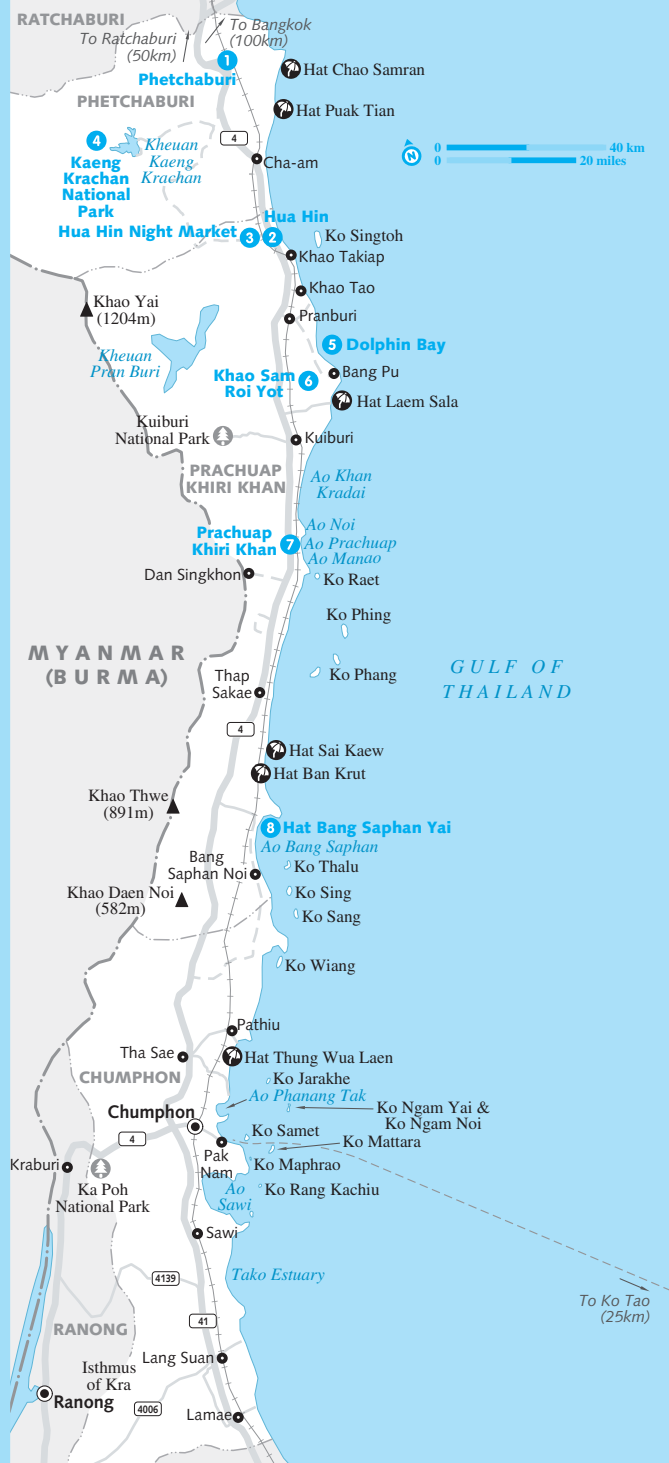 RATCHABURI
To Ratchaburi
(50km)
To Bangkok
(100km)
1
Phetchaburi
Hat Chao Samran
PHETCHABURI
Hat Puak Tian
4
Kaeng
Krachan
National
Park
Kheuan
Kaeng
Krachan
4
Cha-am
N
0 40 km
0 20 miles
Hua Hin
Hua Hin Night Market
3
2
Ko Singtoh
Khao Takiap
Khao Yai
(1204m)
Khao Tao
Pranburi
Kheuan
Pran Buri
5
Dolphin Bay
Khao Sam
Roi Yot
6
Bang Pu
Hat Laem Sala
Kuiburi
National Park
Kuiburi
PRACHUAP
KHIRI KHAN
Ao Khan
Kradai
Ao Noi
Prachuap
Khiri Khan
7
Ao Prachuap
Ao Manao
Dan Singkhon
Ko Raet
Ko Phing
MYANMAR
(BURMA)
GULF OF
THAILAND
Ko Phang
Thap
Sakae
4
Hat Sai Kaew
Hat Ban Krut
Khao Thwe
(891m)
8
Hat Bang Saphan Yai
Ao Bang Saphan
Bang
Saphan Noi
Ko Thalu
Khao Daen Noi
(582m)
Ko Sing
Ko Sang
Ko Wiang
Pathiu
Tha Sae
Hat Thung Wua Laen
CHUMPHON
Ko Jarakhe
Ao Phanang Tak
Ko Ngam Yai &
Ko Ngam Noi
Chumphon
4
Ko Samet
Ko Mattara
Pak
Nam
Kraburi
Ko Maphrao
Ka Poh
National Park
Ao
Sawi
Ko Rang Kachiu
Sawi
Tako Estuary
4139
To Ko Tao
(25km)
41
RANONG
Lang Suan
Isthmus
of Kra
Ranong
4006
Lamae